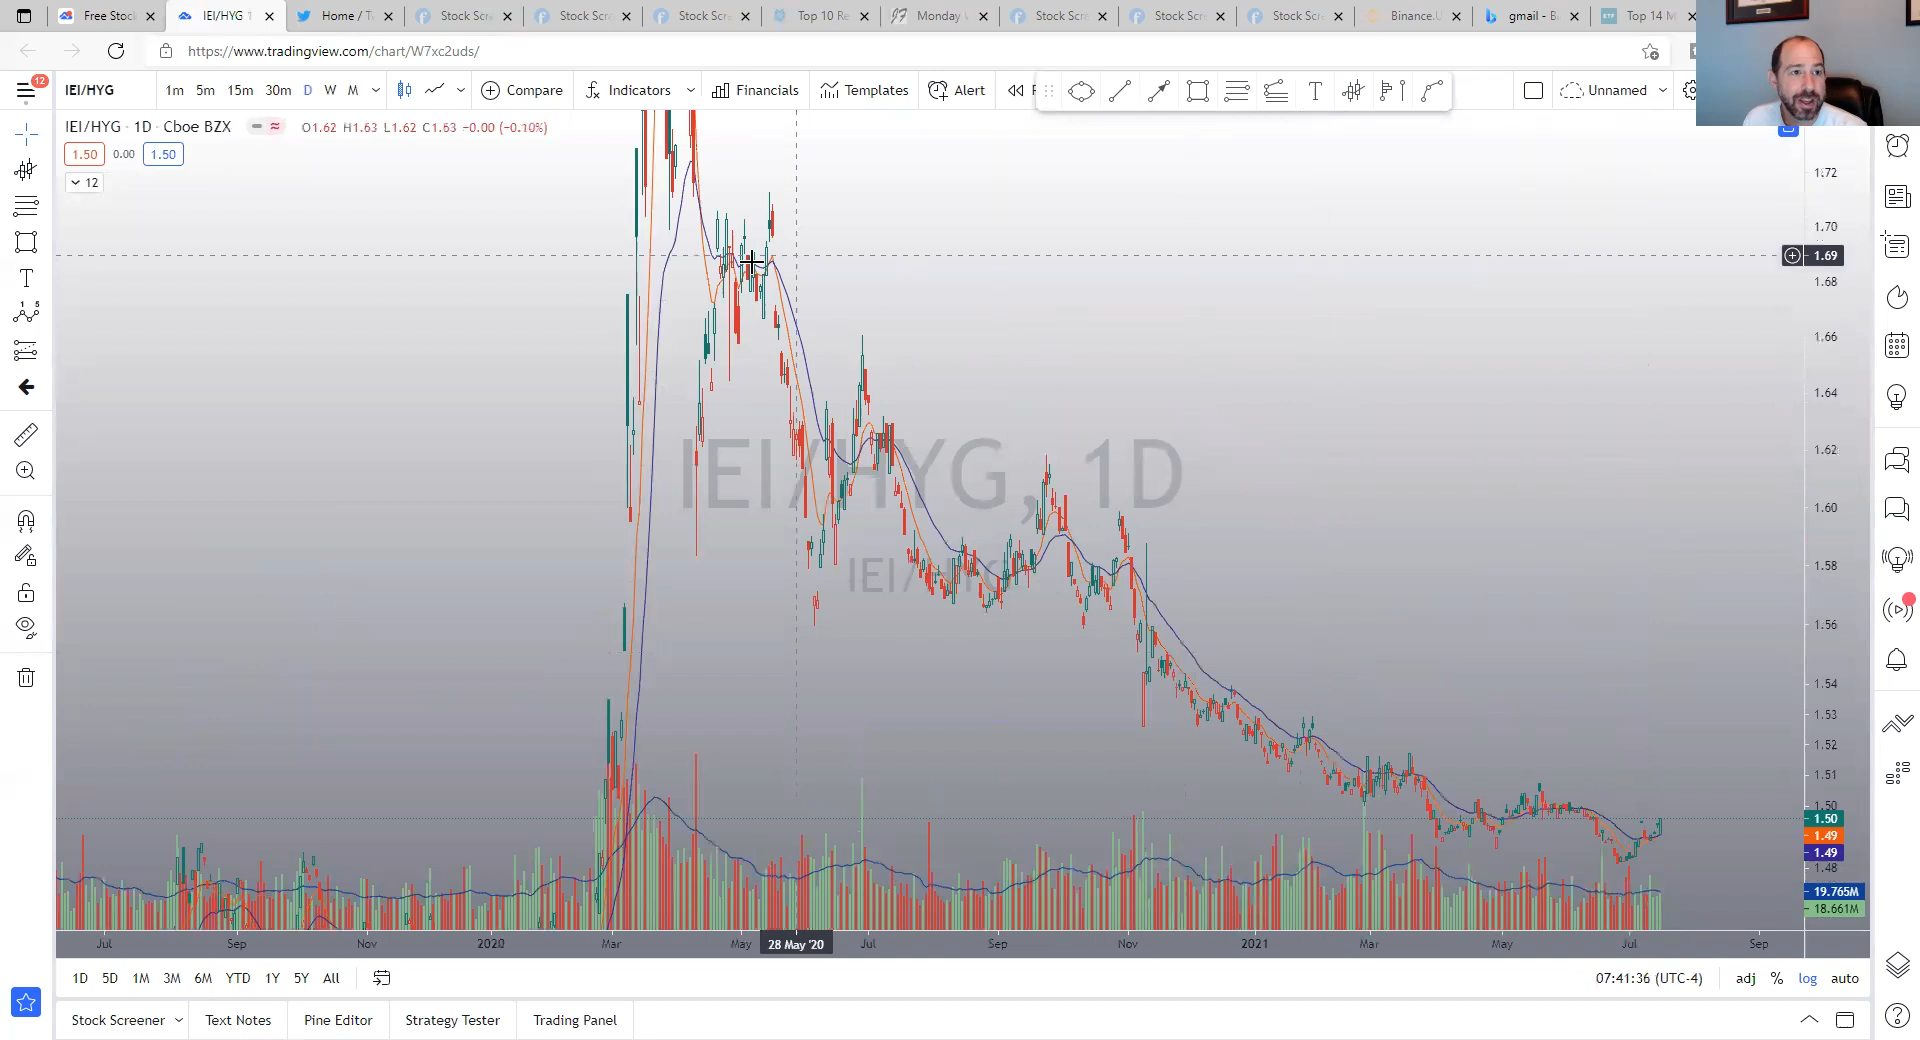 Free Stoc
IEI/HYG 1
Home / T
Stock Scr
Stock Scr
Stock Scr
Top 10 Re
Monday
Stock Scr
Stock Scr
Stock Scr
Binance.U
gmail - B
Top 14 M
https://www.tradingview.com/chart/W7xc2uds/
12
IEI/HYG
1m 5m 15m 30m D W M
Compare
Indicators
Financials
Templates
Alert
T
Unnamed
IEI/HYG · 1D · Cboe BZX
O1.62 H1.63 L1.62 C1.63 −0.00 (−0.10%)
1.50 0.00 1.50
12
T
IEI/HYG, 1D
IEI/HYG
1.72
1.70
1.69
1.68
1.66
1.64
1.62
1.60
1.58
1.56
1.54
1.53
1.52
1.51
1.50
1.50
1.49
1.49
1.48
19.765M
18.661M
Jul Sep Nov 2020 Mar May 28 May '20 Jul Sep Nov 2021 Mar May Jul Sep
1D 5D 1M 3M 6M YTD 1Y 5Y All
07:41:36 (UTC-4) adj % log auto
Stock Screener Text Notes Pine Editor Strategy Tester Trading Panel